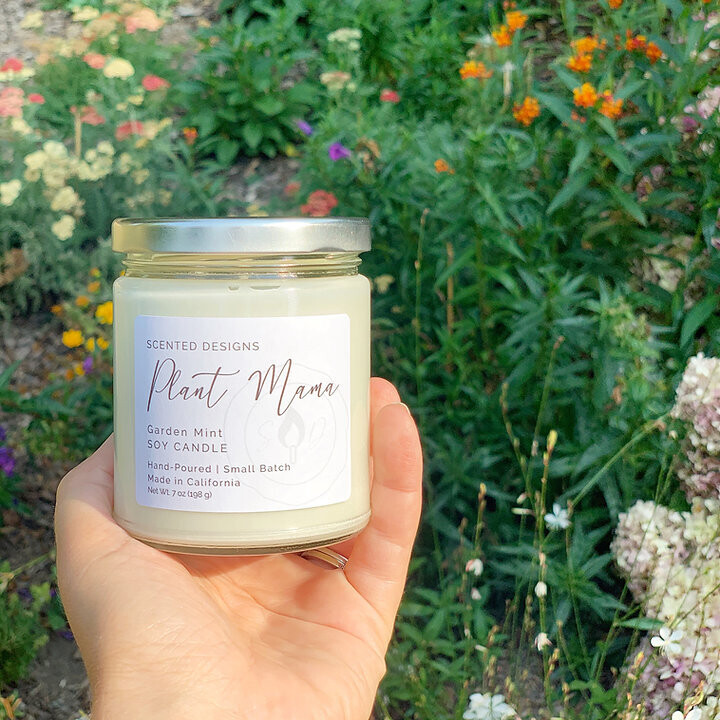 SCENTED DESIGNS
Plant Mama
Garden Mint
SOY CANDLE
Hand-Poured | Small Batch
Made in California
Net Wt. 7 oz (198 g)